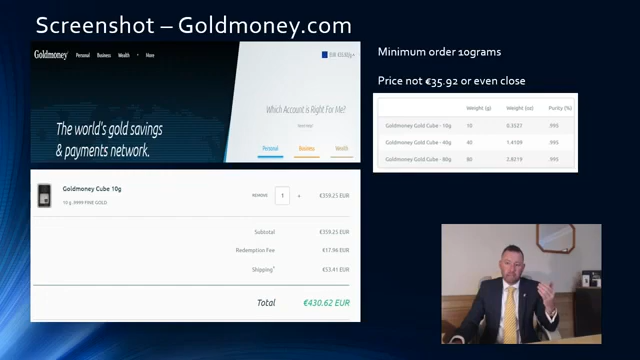 Screenshot – Goldmoney.com
Goldmoney
Personal Business Wealth More
Which Account is Right For Me?
The world's gold savings
& payments network.
Personal Business Wealth
Goldmoney Cube 10g
10 g .9999 FINE GOLD
REMOVE 1 €359.25 EUR
Subtotal €359.25 EUR
Redemption Fee €17.96 EUR
Shipping* €53.41 EUR
Total €430.62 EUR
Minimum order 10grams
Price not €35.92 or even close
Weight (g) Weight (oz) Purity (%)
Goldmoney Gold Cube - 10g 10 0.3527 .995
Goldmoney Gold Cube - 40g 40 1.4109 .995
Goldmoney Gold Cube - 80g 80 2.8219 .995